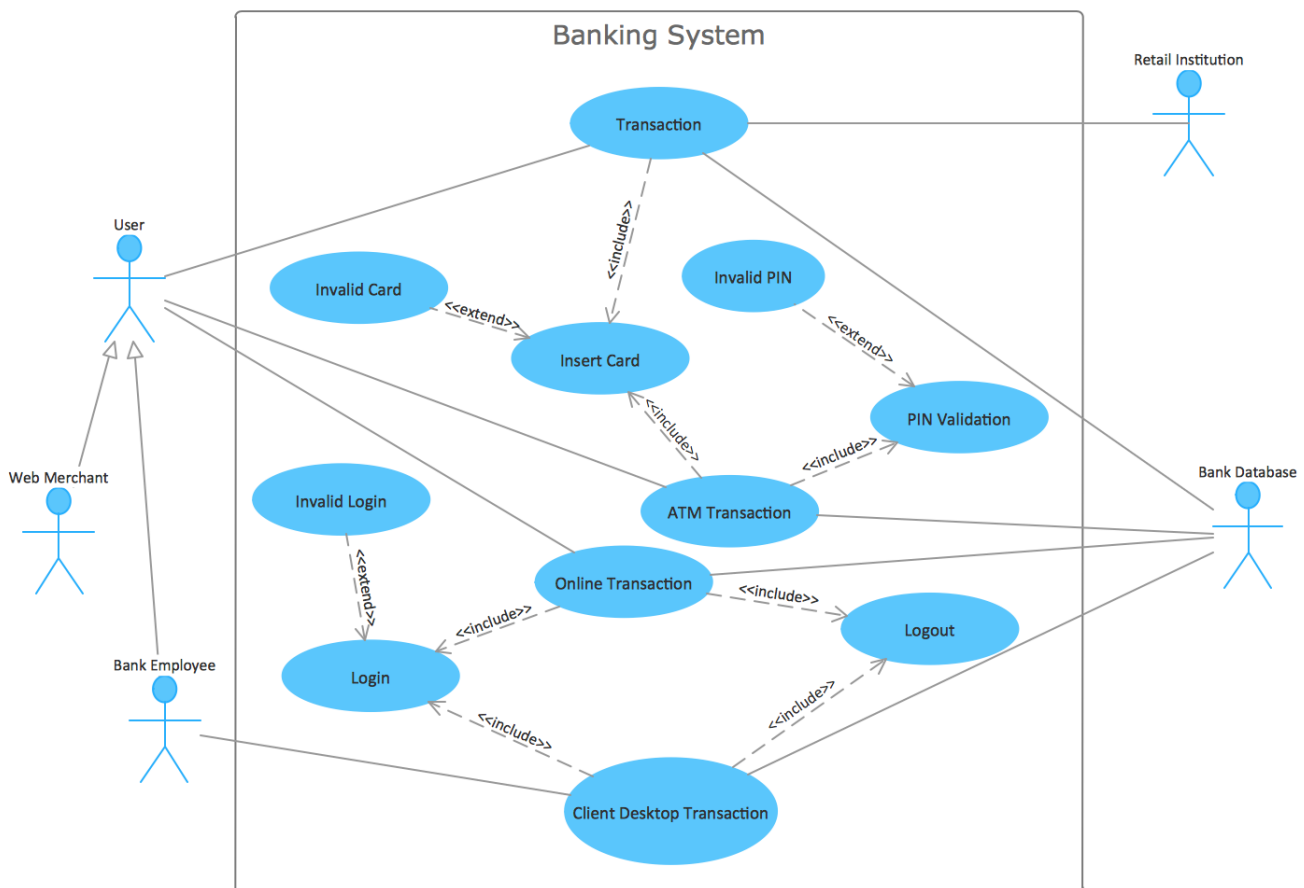 Banking System
Retail Institution
Transaction
User
<<include>>
Invalid Card
Invalid PIN
<<extend>>
<<extend>>
Insert Card
<<include>>
PIN Validation
<<include>>
Web Merchant
Bank Database
Invalid Login
ATM Transaction
<<extend>>
Online Transaction
<<include>>
<<include>>
Logout
Bank Employee
Login
<<include>>
<<include>>
Client Desktop Transaction